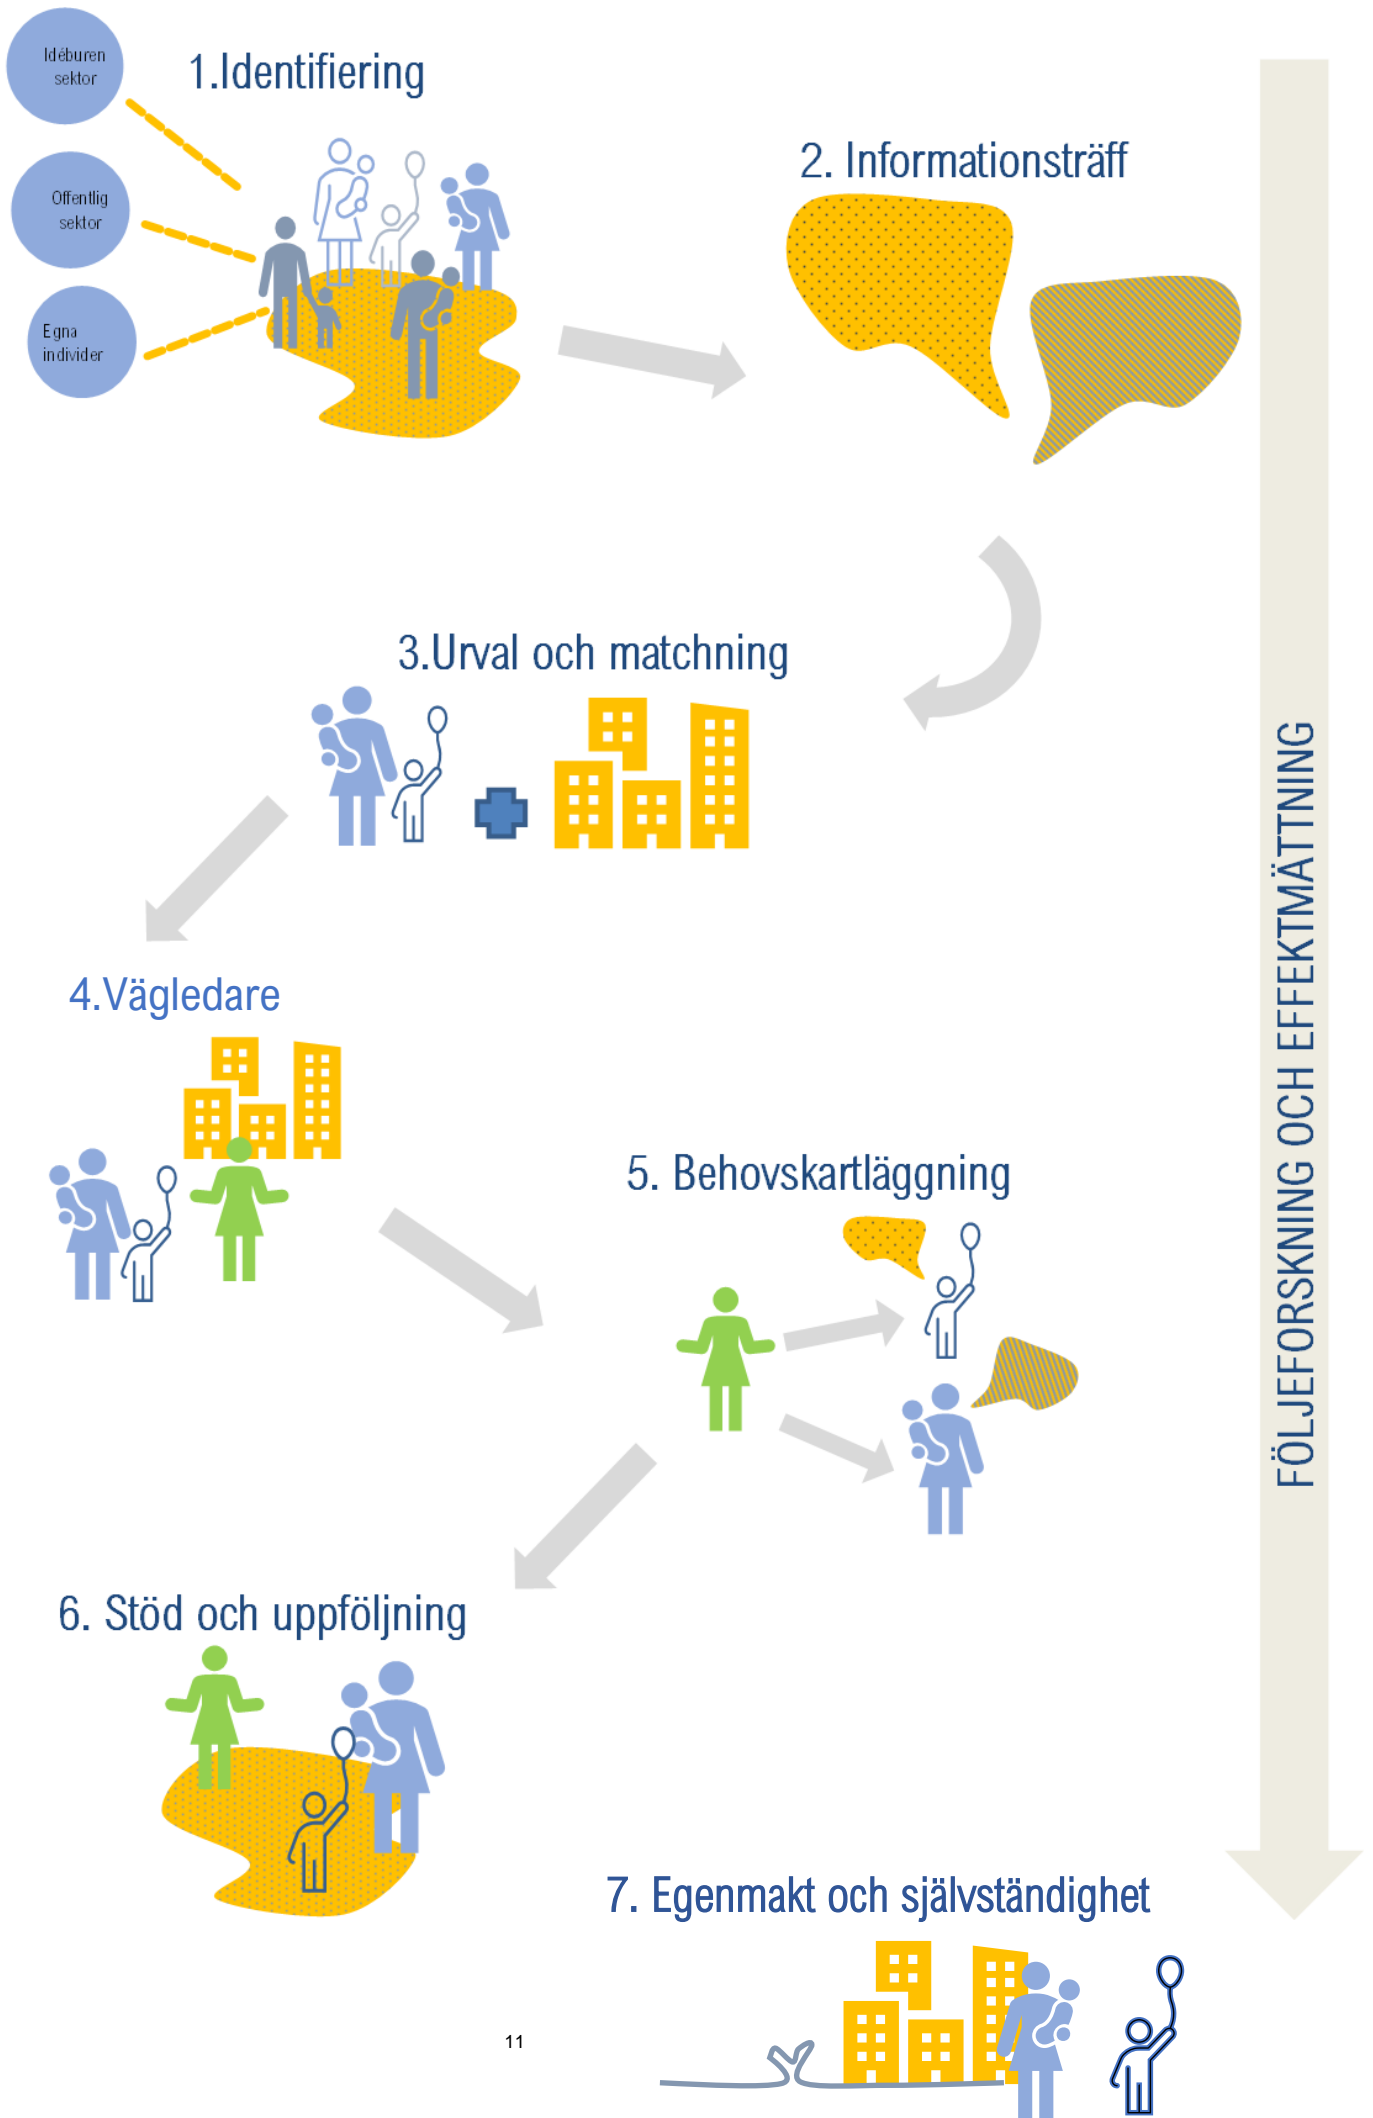 Idéburen
sektor
1.Identifiering
Offentlig
sektor
Egna
individer
2. Informationsträff
3.Urval och matchning
4.Vägledare
5. Behovskartläggning
6. Stöd och uppföljning
7. Egenmakt och självständighet
FÖLJEFORSKNING OCH EFFEKTMÄTTNING
11